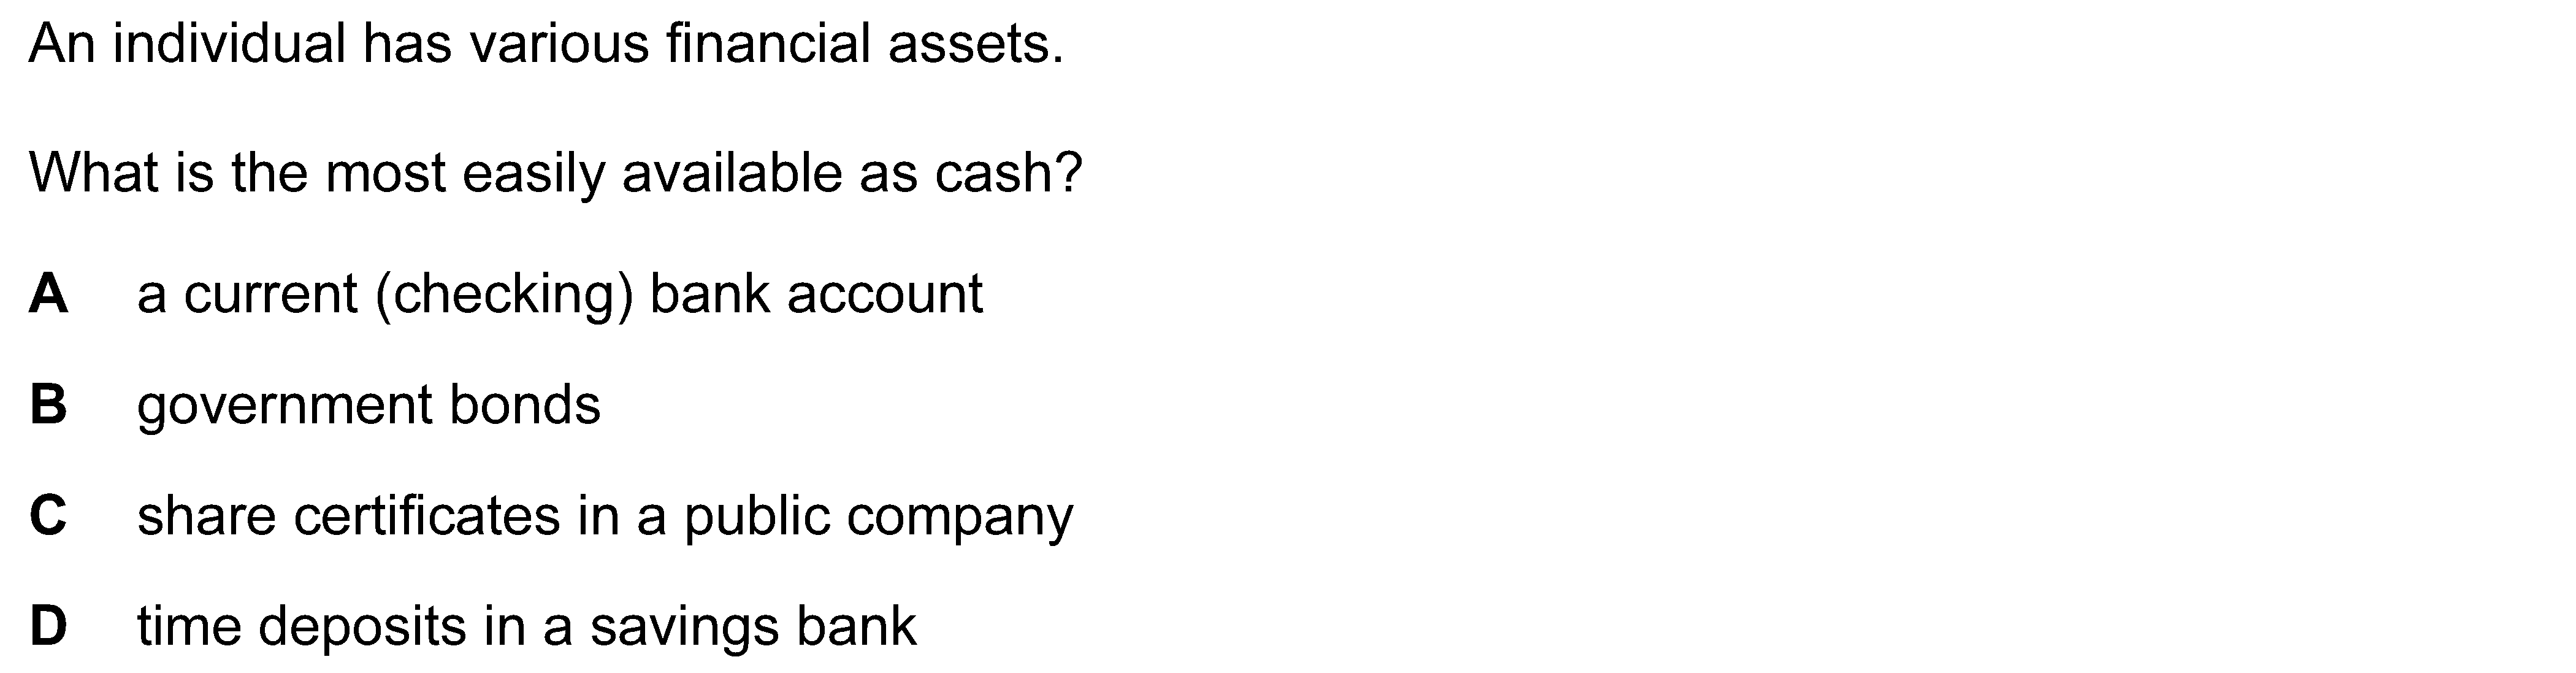 An individual has various financial assets.
What is the most easily available as cash?
A a current (checking) bank account
B government bonds
C share certificates in a public company
D time deposits in a savings bank